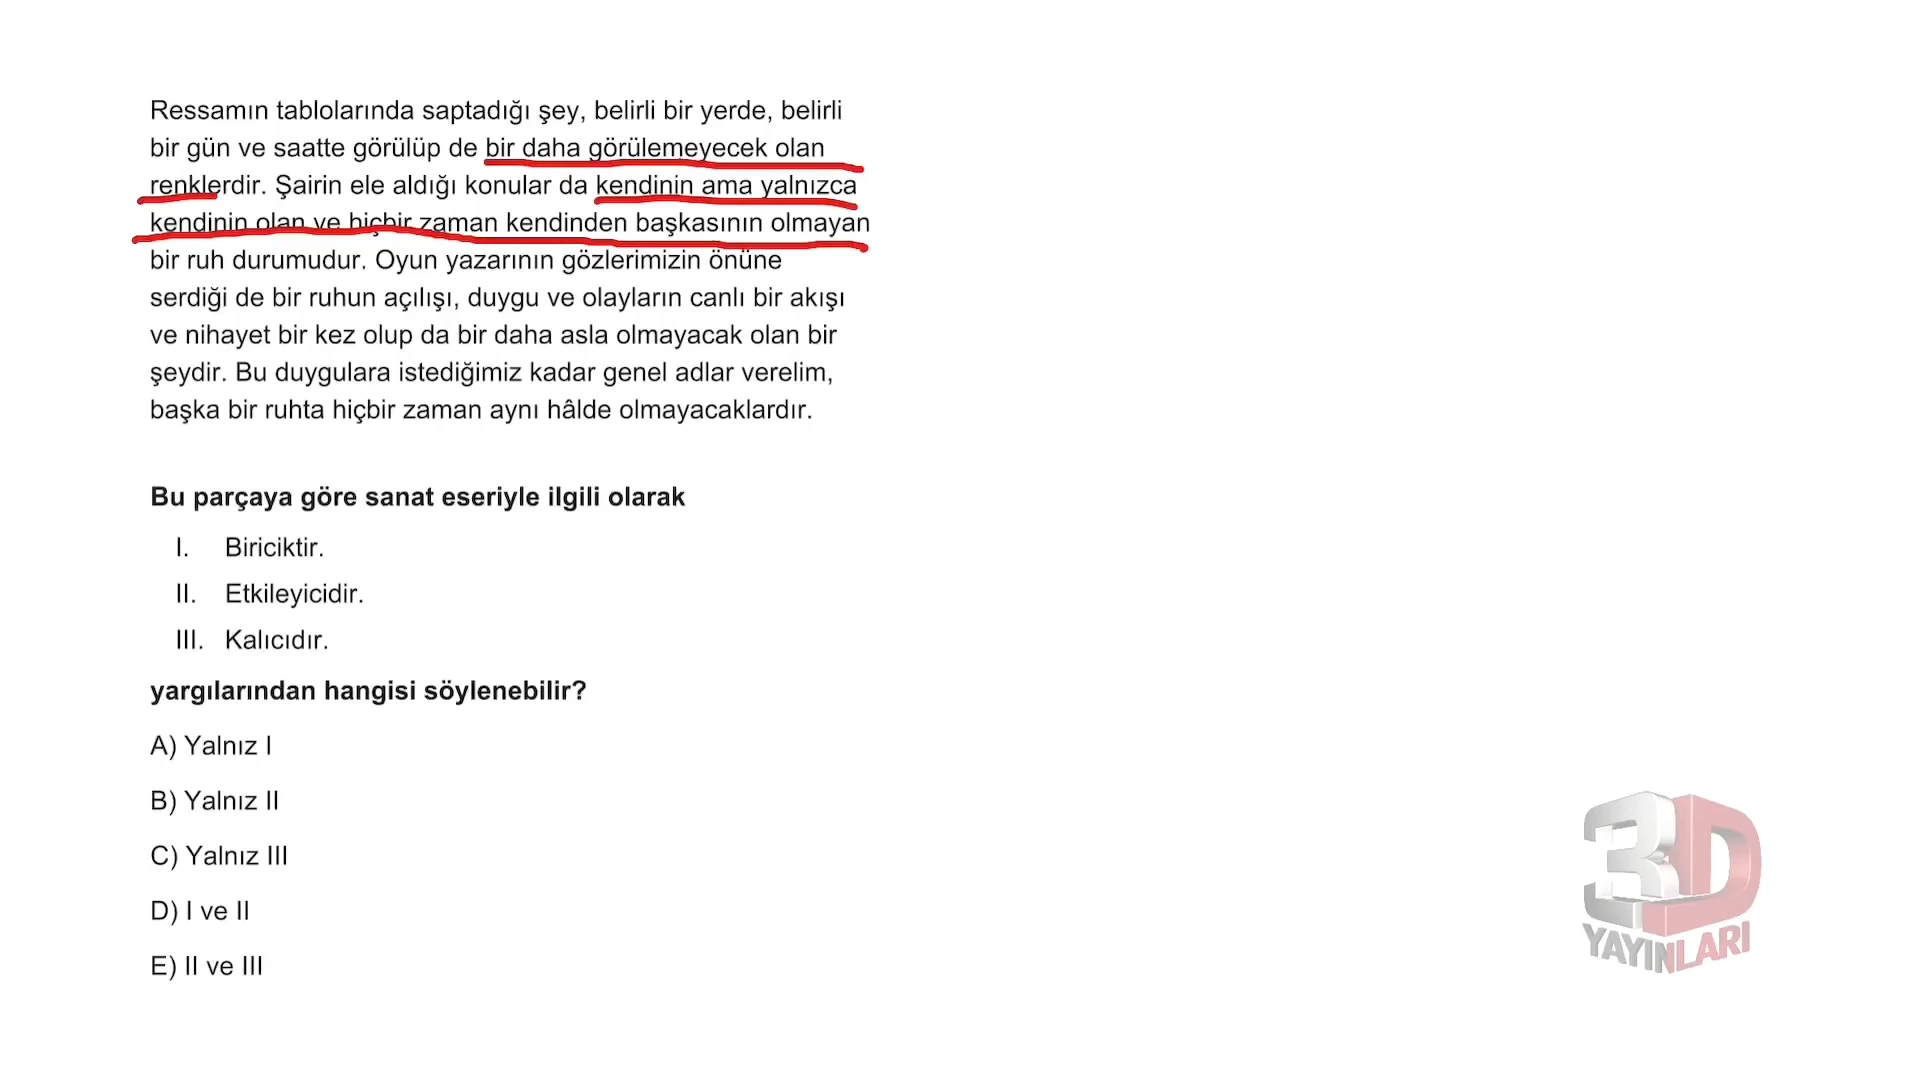 Ressamın tablolarında saptadığı şey, belirli bir yerde, belirli
bir gün ve saatte görülüp de bir daha görülemeyecek olan
renklerdir. Şairin ele aldığı konular da kendinin ama yalnızca
kendinin olan ve hiçbir zaman kendinden başkasının olmayan
bir ruh durumudur. Oyun yazarının gözlerimizin önüne
serdiği de bir ruhun açılışı, duygu ve olayların canlı bir akışı
ve nihayet bir kez olup da bir daha asla olmayacak olan bir
şeydir. Bu duygulara istediğimiz kadar genel adlar verelim,
başka bir ruhta hiçbir zaman aynı hâlde olmayacaklardır.
Bu parçaya göre sanat eseriyle ilgili olarak
I. Biriciktir.
II. Etkileyicidir.
III. Kalıcıdır.
yargılarından hangisi söylenebilir?
A) Yalnız I
B) Yalnız II
C) Yalnız III
D) I ve II
E) II ve III
3D
YAYINLARI